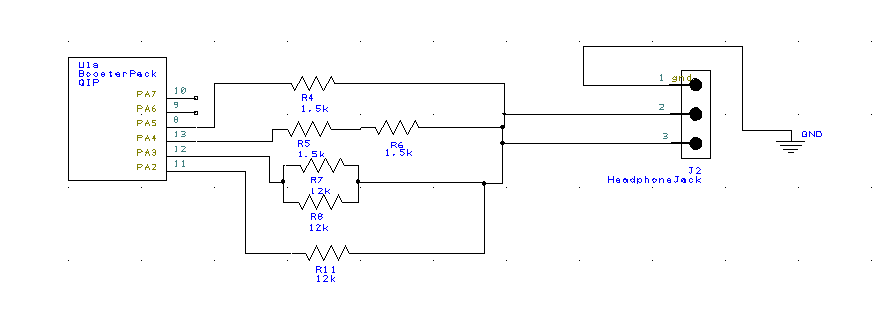 U1a
BoosterPack
QIP
PA7 10
PA6 9
PA5 8
PA4 13
PA3 12
PA2 11
R4
1.5k
R5
1.5k
R6
1.5k
R7
12k
R8
12k
R11
12k
1 gnd
2
3
J2
HeadphoneJack
GND